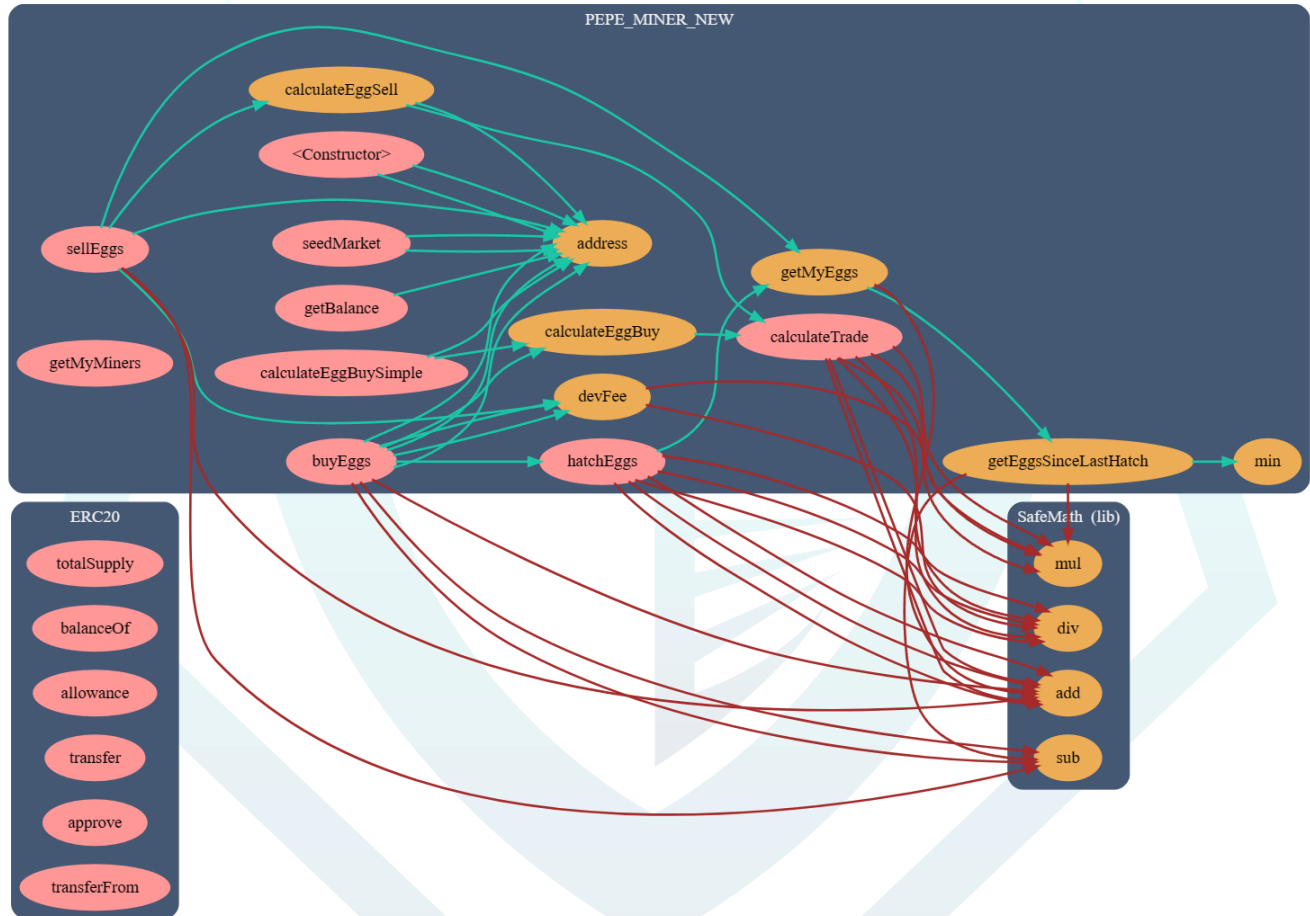 PEPE_MINER_NEW
calculateEggSell
<Constructor>
sellEggs
seedMarket
address
getMyEggs
getBalance
calculateEggBuy
calculateTrade
getMyMiners
calculateEggBuySimple
devFee
buyEggs
hatchEggs
getEggsSinceLastHatch
min
ERC20
totalSupply
balanceOf
allowance
transfer
approve
transferFrom
SafeMath (lib)
mul
div
add
sub